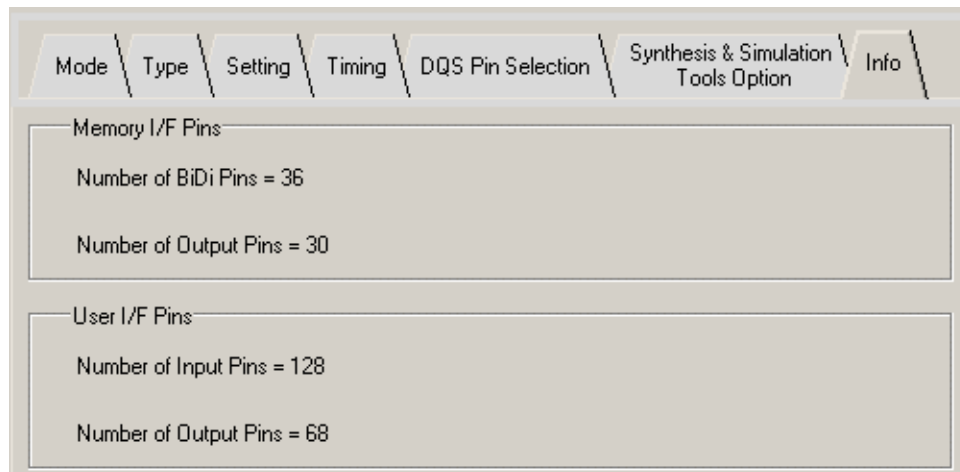 Mode Type Setting Timing DQS Pin Selection Synthesis & Simulation Tools Option Info
Memory I/F Pins
Number of BiDi Pins = 36
Number of Output Pins = 30
User I/F Pins
Number of Input Pins = 128
Number of Output Pins = 68